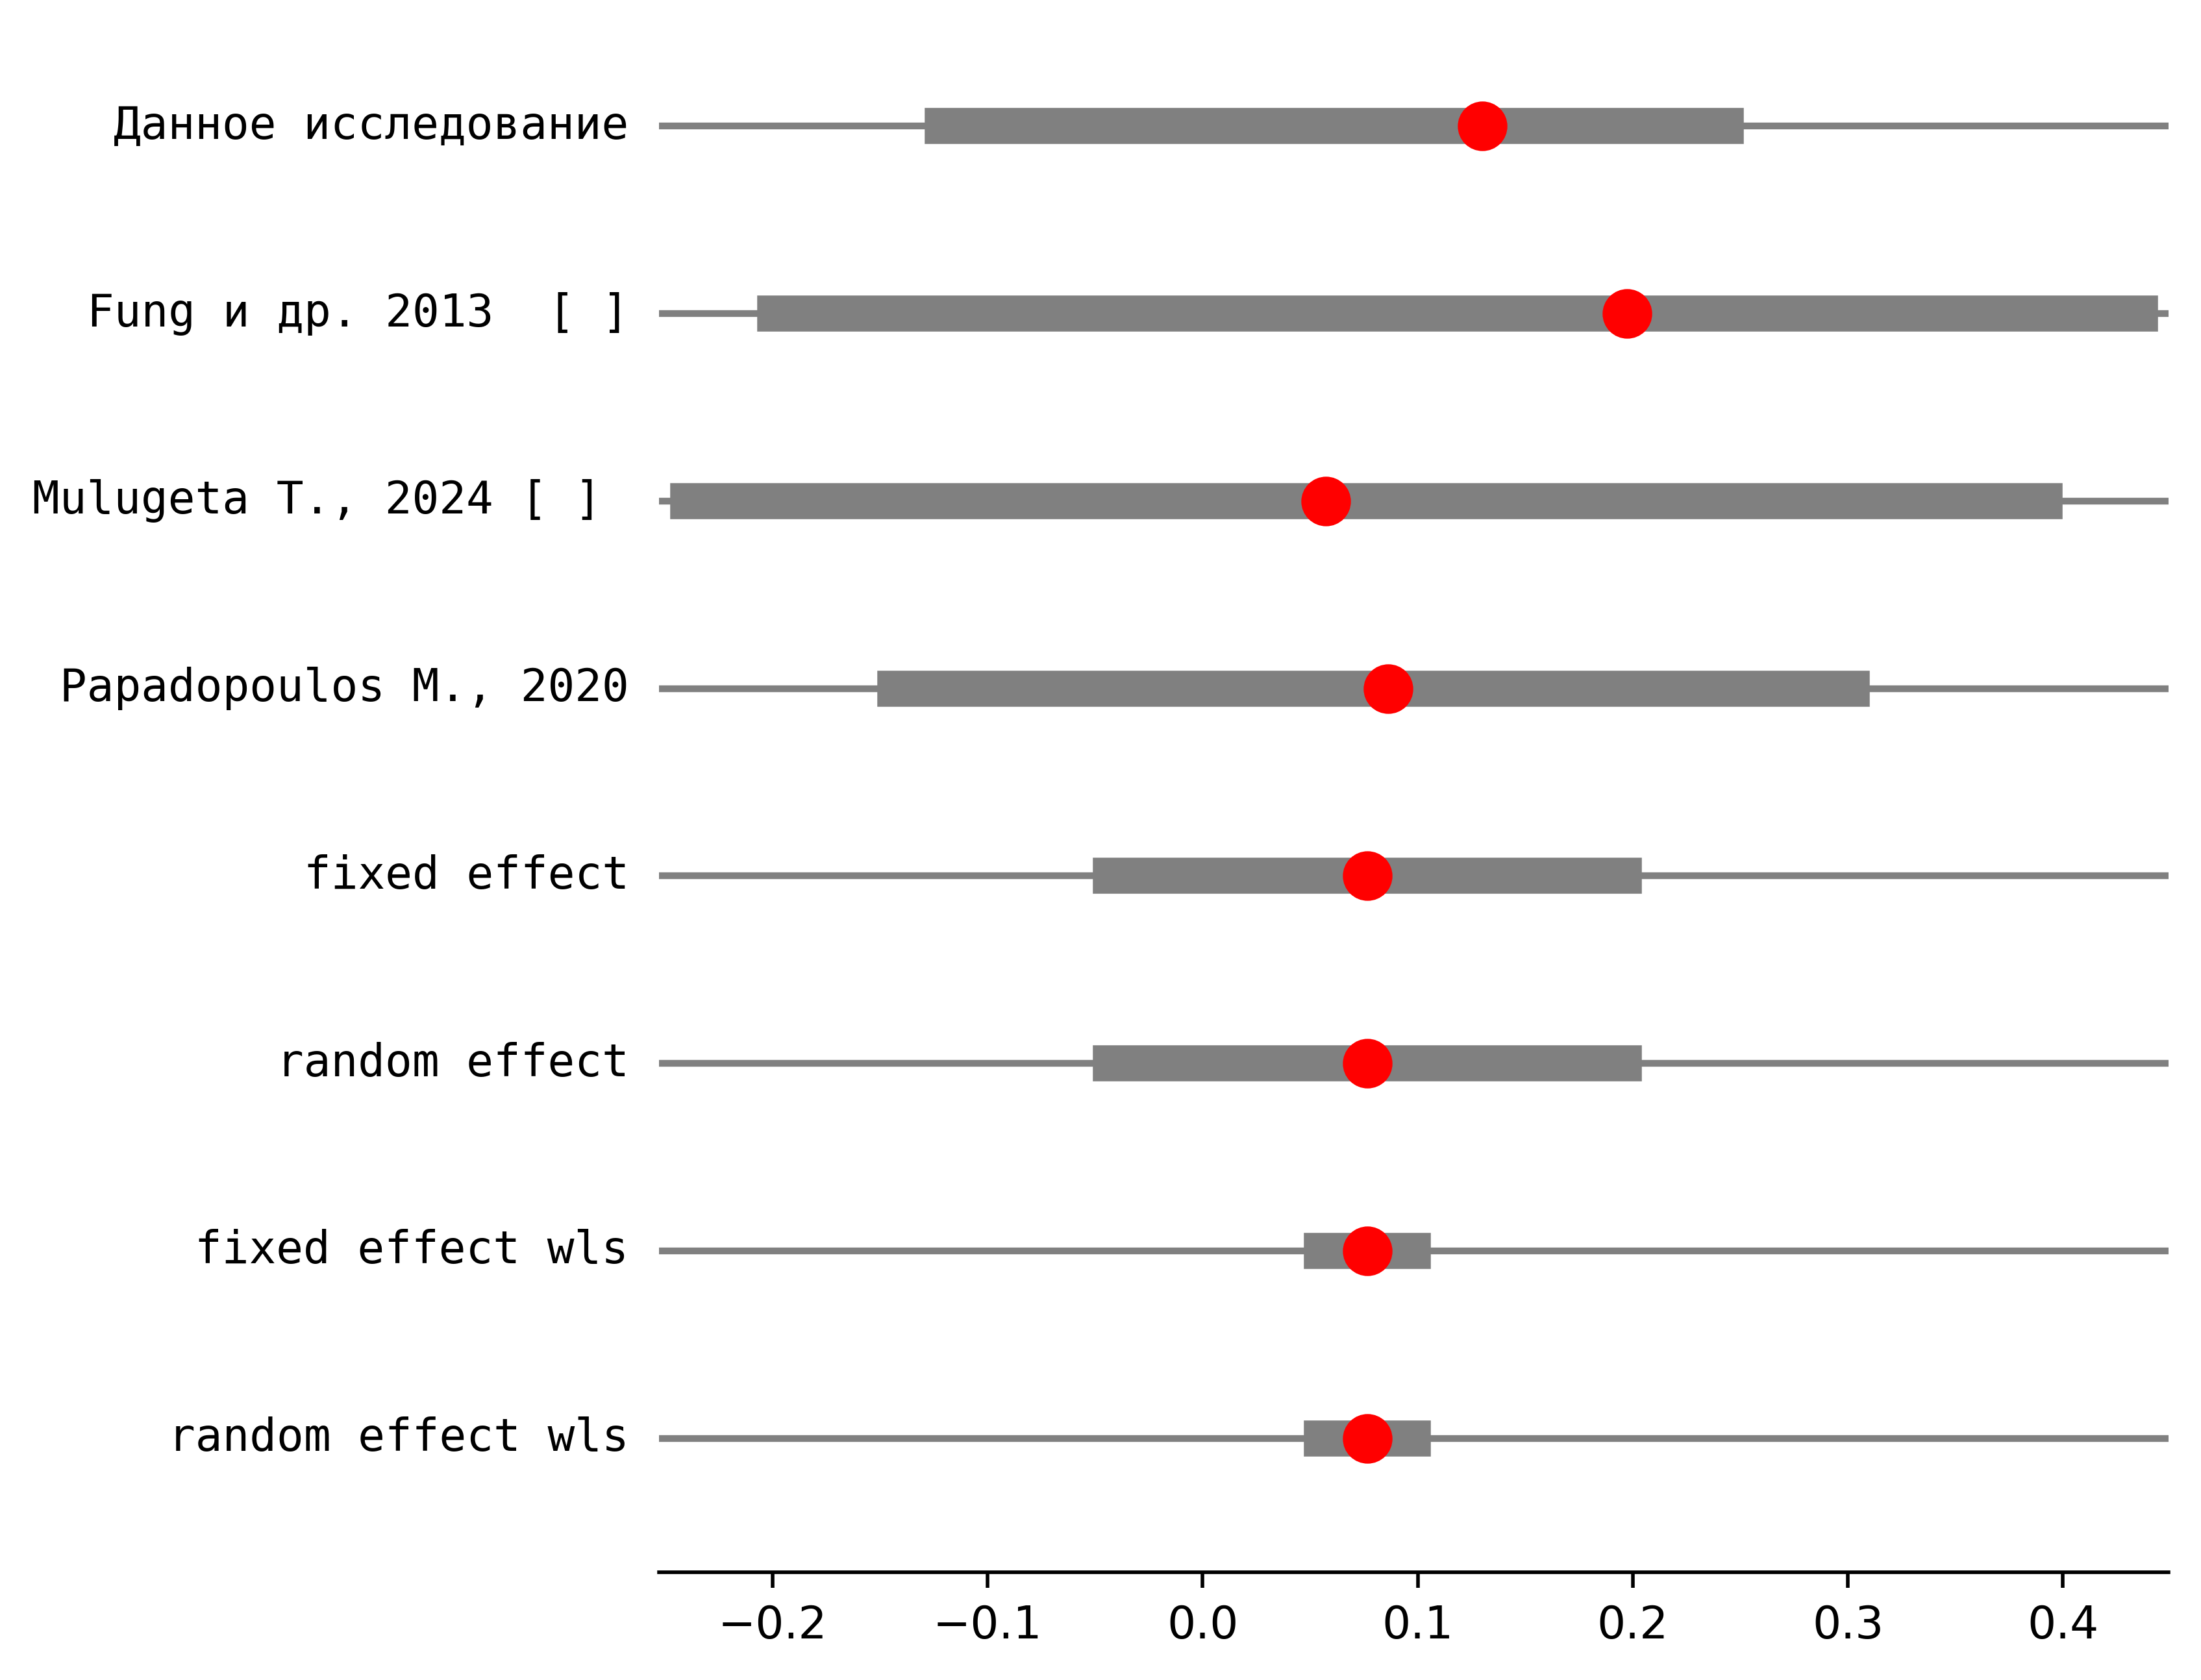 Данное исследование
Fung и др. 2013 [ ]
Mulugeta T., 2024 [ ]
Papadopoulos M., 2020
fixed effect
random effect
fixed effect wls
random effect wls
−0.2 −0.1 0.0 0.1 0.2 0.3 0.4